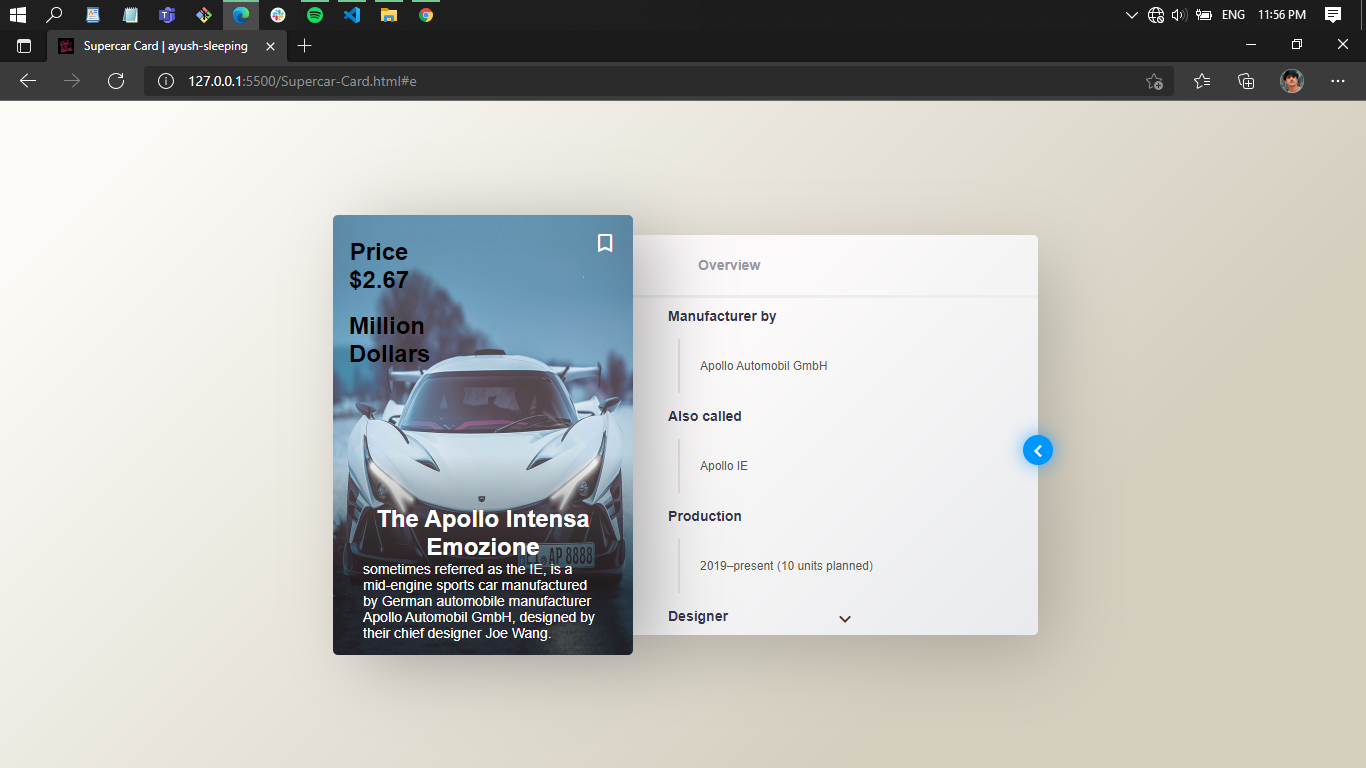 ENG 11:56 PM
Supercar Card | ayush-sleeping
127.0.0.1:5500/Supercar-Card.html#e
Price
$2.67
Million
Dollars
The Apollo Intensa
Emozione
AP 8888
sometimes referred as the IE, is a
mid-engine sports car manufactured
by German automobile manufacturer
Apollo Automobil GmbH, designed by
their chief designer Joe Wang.
Overview
Manufacturer by
Apollo Automobil GmbH
Also called
Apollo IE
Production
2019–present (10 units planned)
Designer